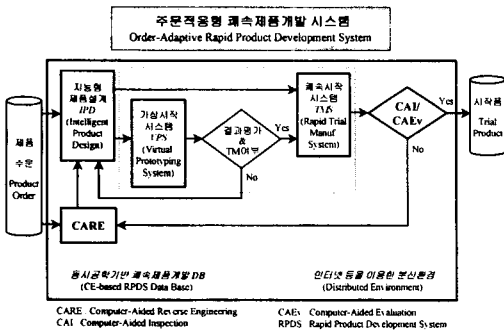 주문적응형 쾌속제품개발 시스템
Order-Adaptive Rapid Product Development System
제품
주문
Product
Order
지능형
제품설계
IPD
(Intelligent
Product
Design)
가상시작
시스템
VPS
(Virtual
Prototyping
System)
결과평가
&
TM여부
Yes
No
쾌속시작
시스템
TMS
(Rapid Trial
Manuf
System)
CAI/
CAEv
Yes
No
시작품
Trial
Product
CARE
동시공학기반 쾌속제품개발 DB
(CE-based RPDS Data Base)
인터넷 등을 이용한 분산환경
(Distributed Environment)
CARE Computer-Aided Reverse Engineering
CAEv Computer-Aided Evaluation
CAI Computer-Aided Inspection
RPDS Rapid Product Development System